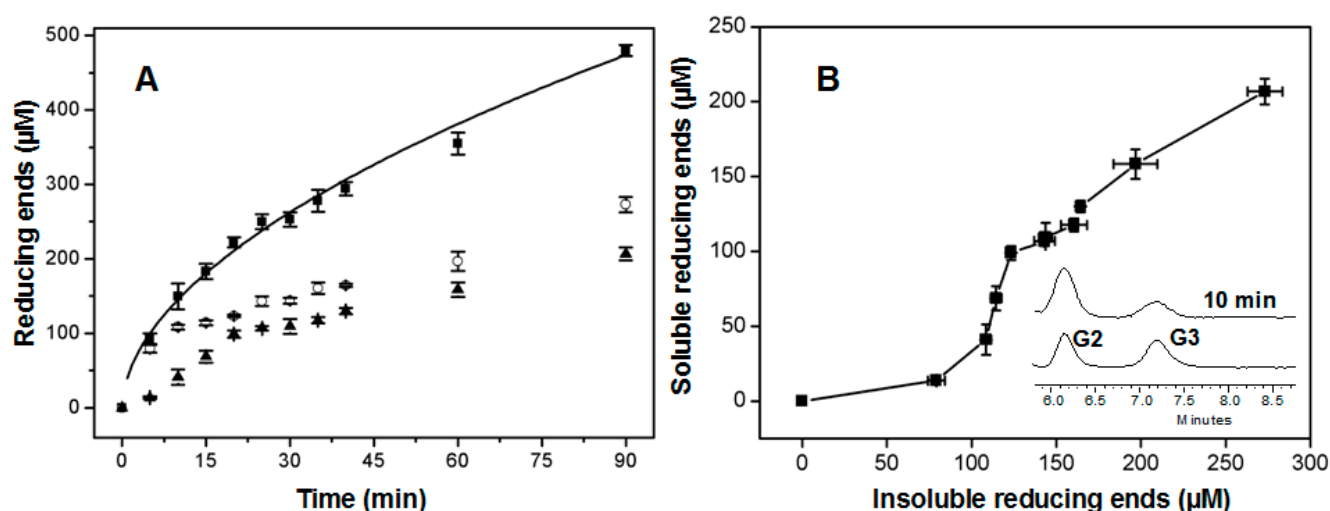 A
Reducing ends (µM)
500
400
300
200
100
0
0 15 30 45 60 75 90
Time (min)
B
Soluble reducing ends (µM)
250
200
150
100
50
0
10 min
G2 G3
6.0 6.5 7.0 7.5 8.0 8.5
Minutes
0 50 100 150 200 250 300
Insoluble reducing ends (µM)